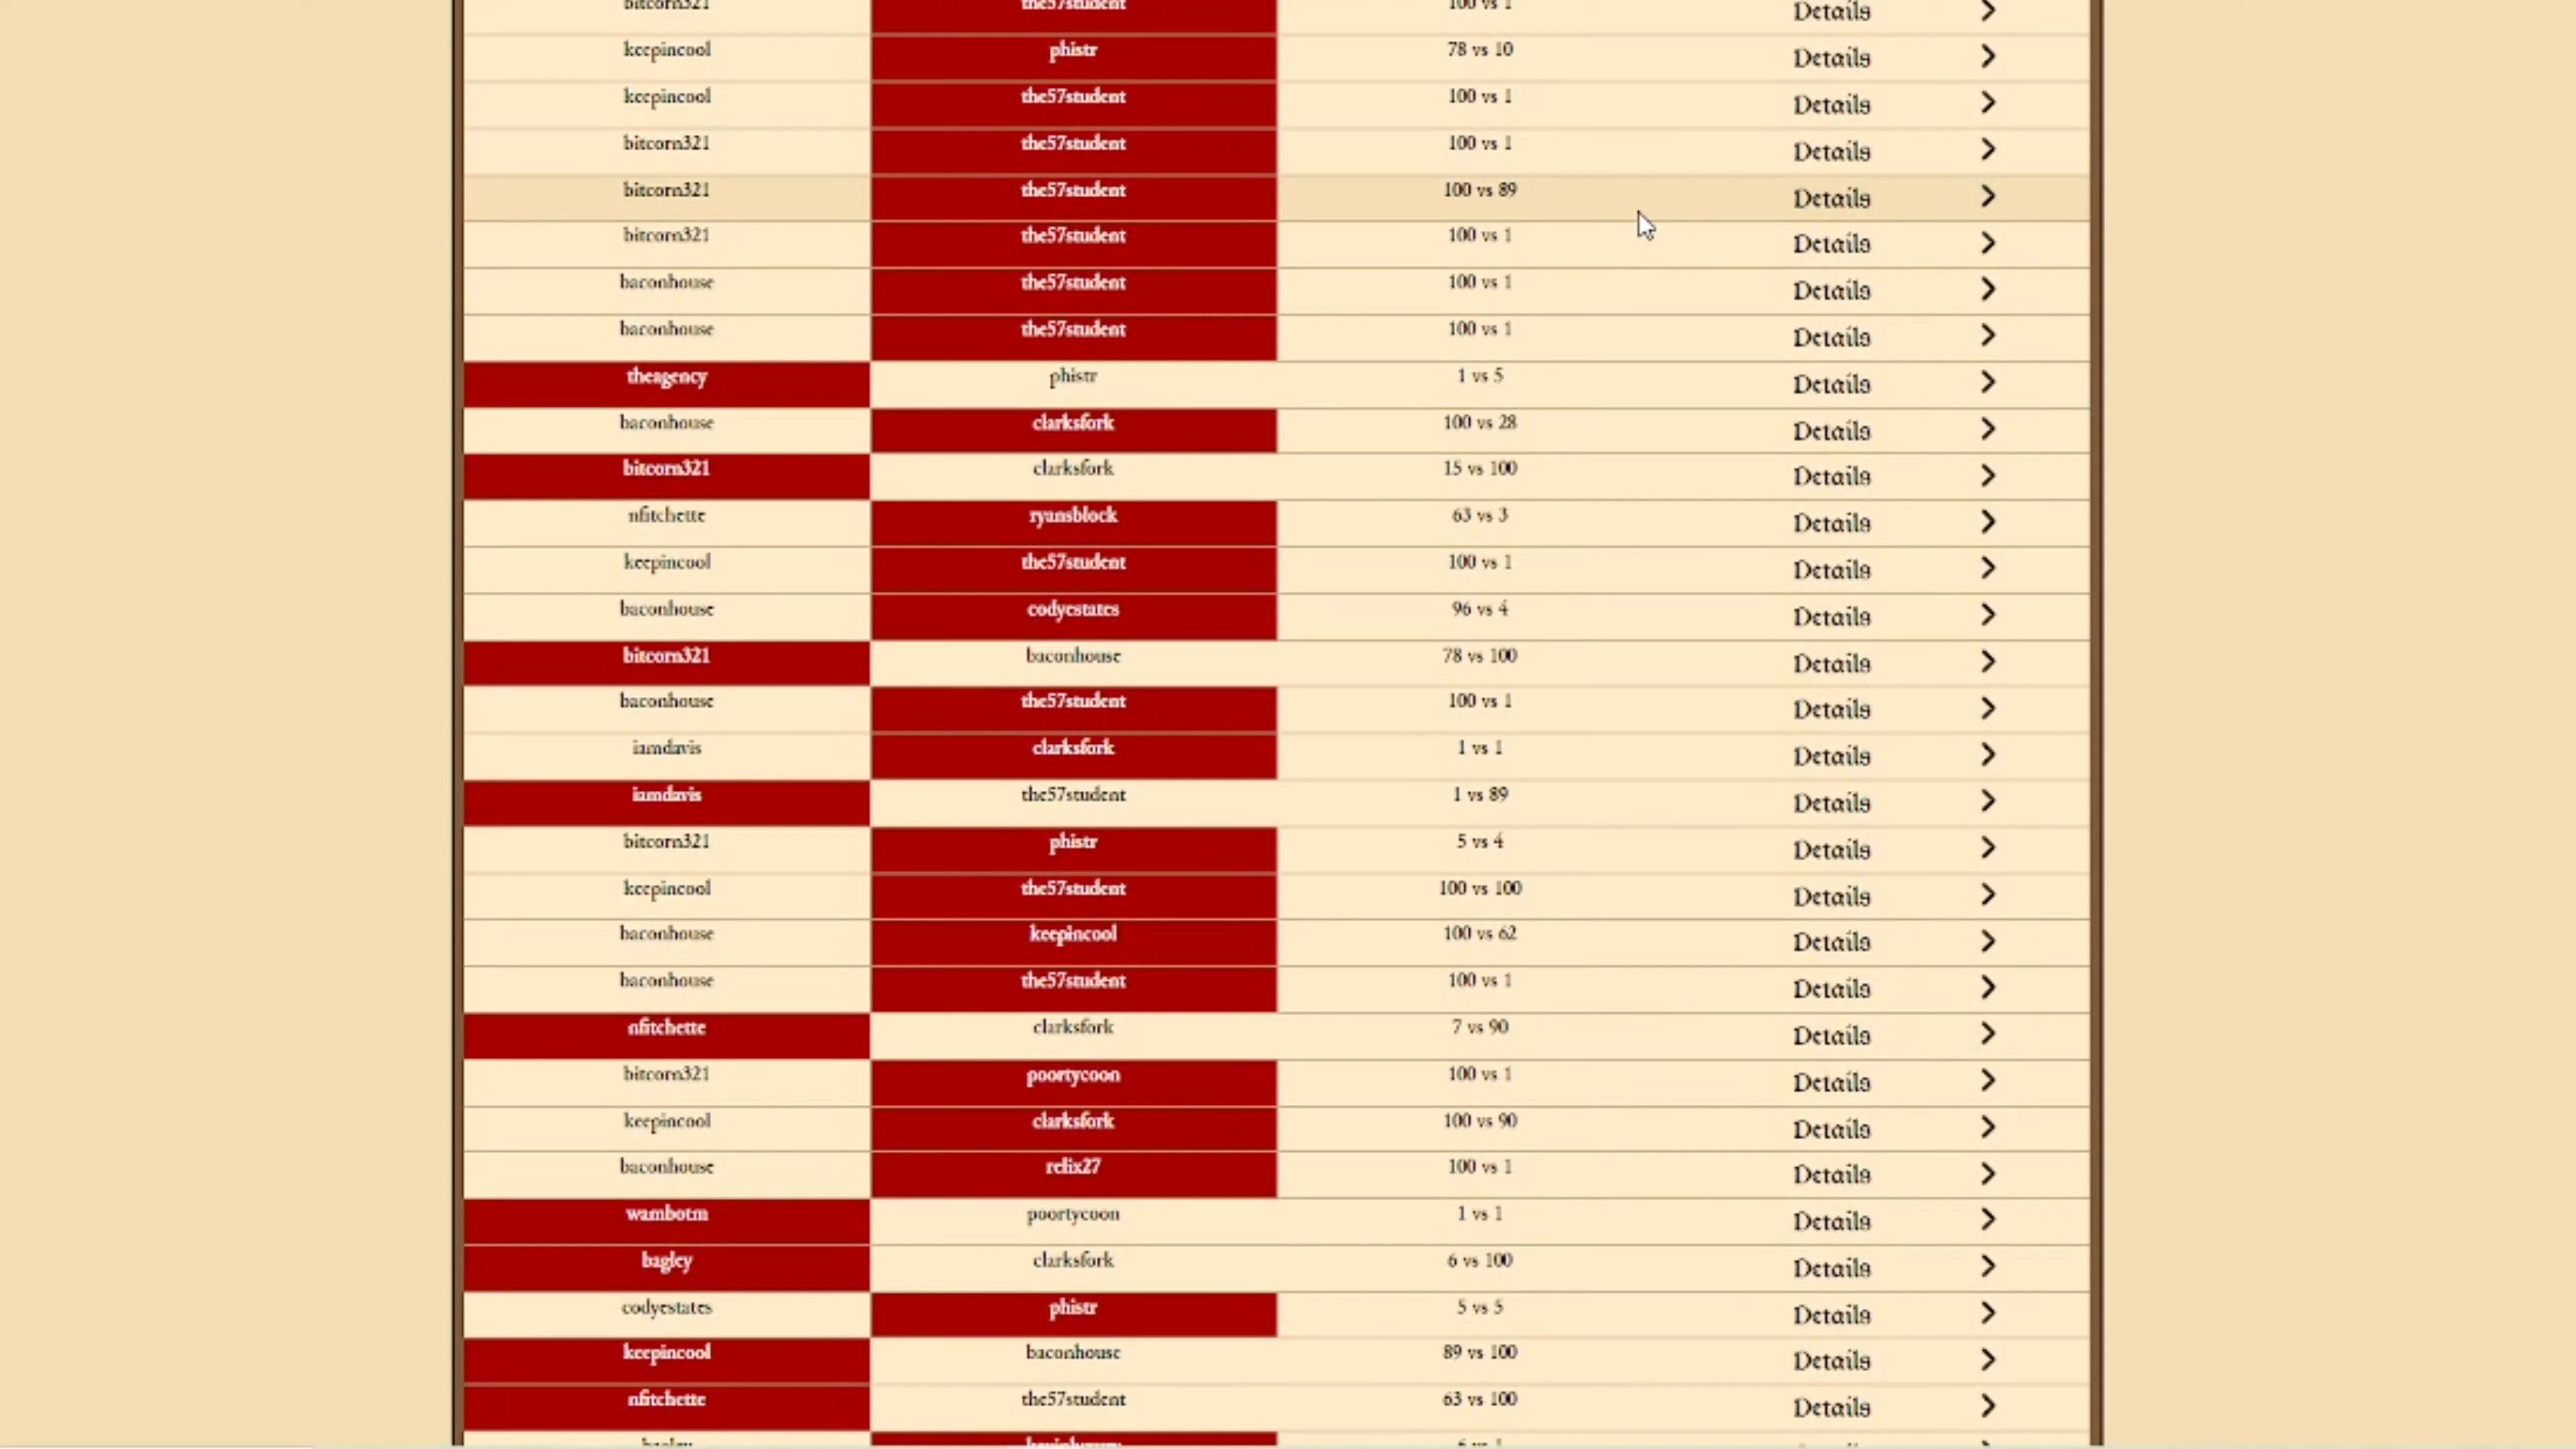 bitcorn321 the57student 100 vs 1 Details
keepincool phistr 78 vs 10 Details
keepincool the57student 100 vs 1 Details
bitcorn321 the57student 100 vs 1 Details
bitcorn321 the57student 100 vs 89 Details
bitcorn321 the57student 100 vs 1 Details
baconhouse the57student 100 vs 1 Details
baconhouse the57student 100 vs 1 Details
theagency phistr 1 vs 5 Details
baconhouse clarksfork 100 vs 28 Details
bitcorn321 clarksfork 15 vs 100 Details
nfitchette ryansblock 63 vs 3 Details
keepincool the57student 100 vs 1 Details
baconhouse codyestates 96 vs 4 Details
bitcorn321 baconhouse 78 vs 100 Details
baconhouse the57student 100 vs 1 Details
iamdavis clarksfork 1 vs 1 Details
iamdavis the57student 1 vs 89 Details
bitcorn321 phistr 5 vs 4 Details
keepincool the57student 100 vs 100 Details
baconhouse keepincool 100 vs 62 Details
baconhouse the57student 100 vs 1 Details
nfitchette clarksfork 7 vs 90 Details
bitcorn321 poortycoon 100 vs 1 Details
keepincool clarksfork 100 vs 90 Details
baconhouse relix27 100 vs 1 Details
wambotm poortycoon 1 vs 1 Details
bagley clarksfork 6 vs 100 Details
codyestates phistr 5 vs 5 Details
keepincool baconhouse 89 vs 100 Details
nfitchette the57student 63 vs 100 Details